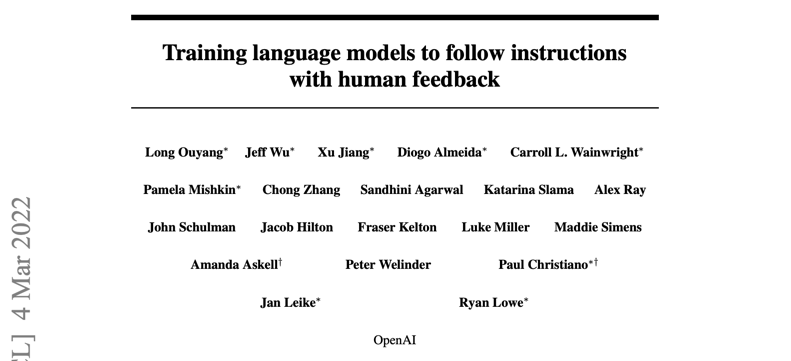 Training language models to follow instructions
with human feedback
Long Ouyang* Jeff Wu* Xu Jiang* Diogo Almeida* Carroll L. Wainwright*
Pamela Mishkin* Chong Zhang Sandhini Agarwal Katarina Slama Alex Ray
John Schulman Jacob Hilton Fraser Kelton Luke Miller Maddie Simens
Amanda Askell† Peter Welinder Paul Christiano*†
Jan Leike* Ryan Lowe*
OpenAI
L] 4 Mar 2022